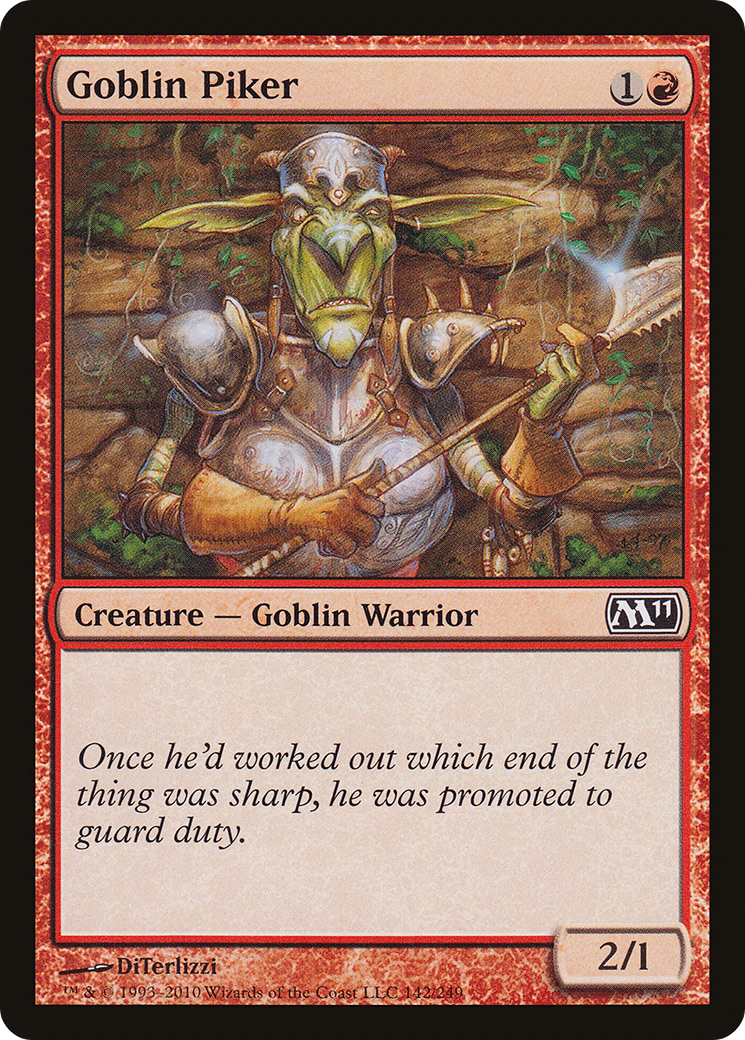 Goblin Piker
1
Creature — Goblin Warrior
M11
Once he'd worked out which end of the
thing was sharp, he was promoted to
guard duty.
2/1
DiTerlizzi
™ & © 1993–2010 Wizards of the Coast LLC 142/249